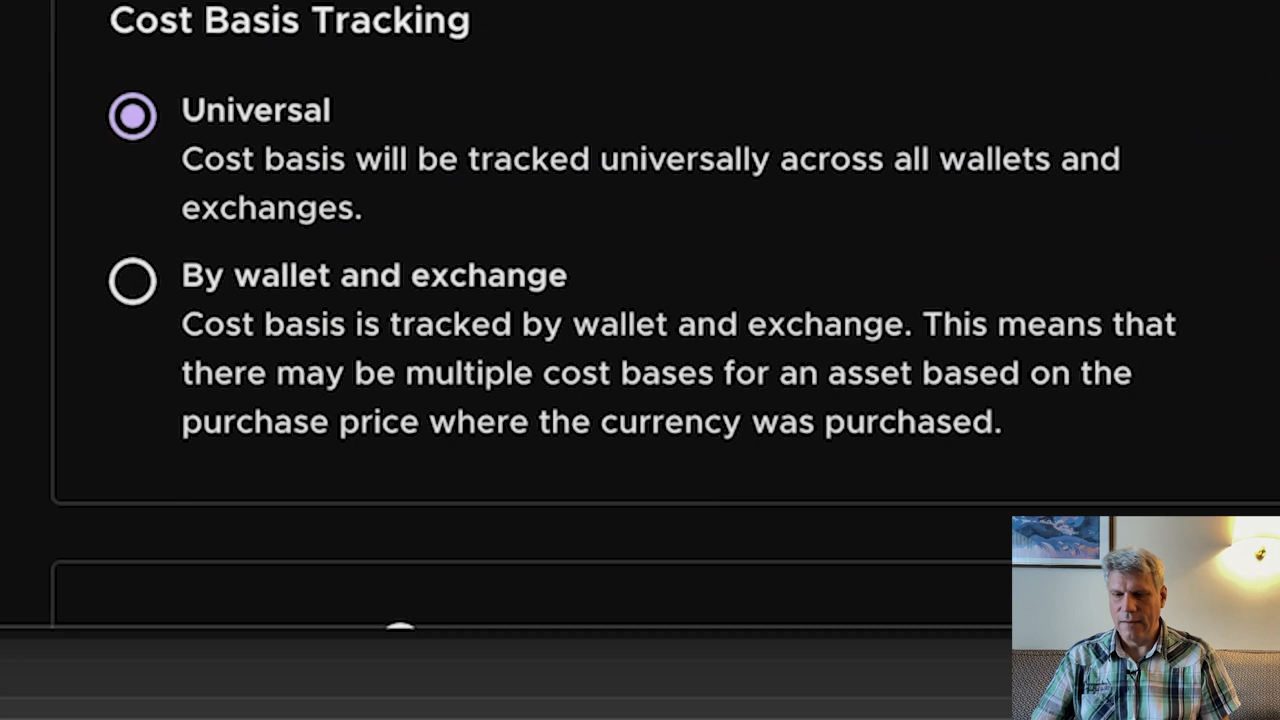 Cost Basis Tracking
Universal
Cost basis will be tracked universally across all wallets and
exchanges.
By wallet and exchange
Cost basis is tracked by wallet and exchange. This means that
there may be multiple cost bases for an asset based on the
purchase price where the currency was purchased.